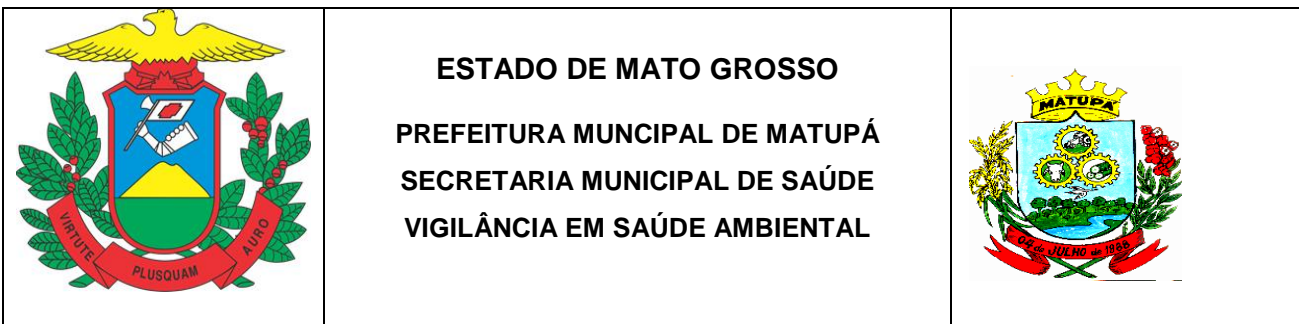 ESTADO DE MATO GROSSO
PREFEITURA MUNCIPAL DE MATUPÁ
SECRETARIA MUNICIPAL DE SAÚDE
VIGILÂNCIA EM SAÚDE AMBIENTAL
VIRTUTE PLUSQUAM AURO
MATUPÁ
04 de JULHO de 1988